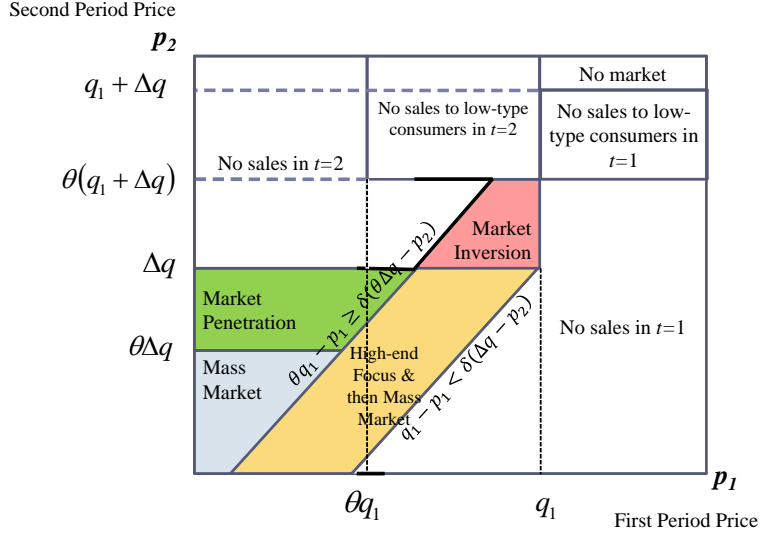 Second Period Price
p₂
q₁ + Δq
No market
No sales to low-type
consumers in t=2
No sales to low-
type consumers in
t=1
No sales in t=2
θ(q₁ + Δq)
Market
Inversion
Δq
Market
Penetration
θq₁ − p₁ ≥ δ(θΔq − p₂)
No sales in t=1
θΔq
Mass
Market
High-end
Focus &
then Mass
Market
q₁ − p₁ < δ(Δq − p₂)
p₁
θq₁
q₁
First Period Price